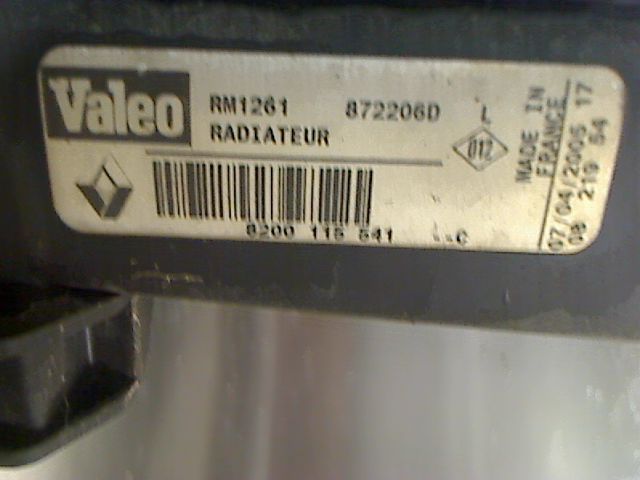 Valeo
RM1261 872206D L
RADIATEUR
012
8200 115 541 --C
MADE IN
FRANCE
07/04/2005 17
08 219 54